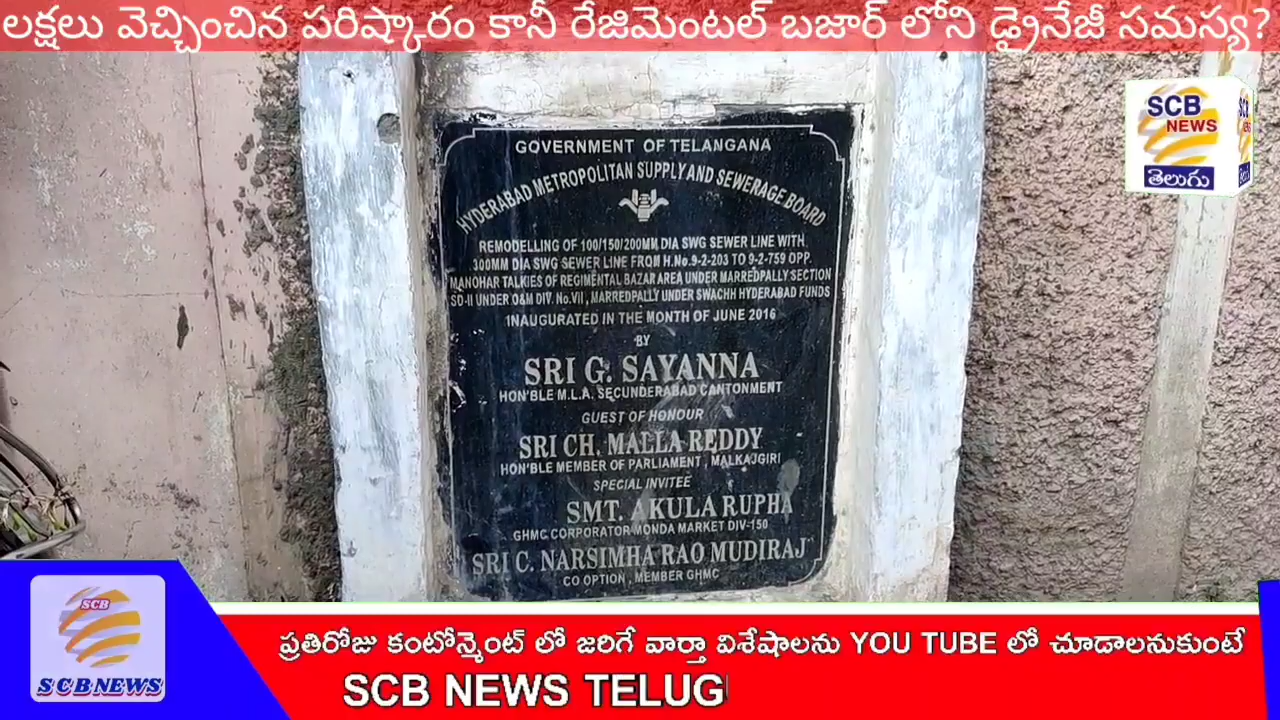 లక్షలు వెచ్చించిన పరిష్కారం కానీ రేజిమెంటల్ బజార్ లోని డ్రైనేజీ సమస్య?
SCB
NEWS
తెలుగు
GOVERNMENT OF TELANGANA
HYDERABAD METROPOLITAN SUPPLY AND SEWERAGE BOARD
REMODELLING OF 100/150/200MM DIA SWG SEWER LINE WITH
300MM DIA SWG SEWER LINE FROM H.No.9-2-203 TO 9-2-759 OPP.
MANOHAR TALKIES OF REGIMENTAL BAZAR AREA UNDER MARREDPALLY SECTION
SD-II UNDER O&M DIV. No.VII, MARREDPALLY UNDER SWACHH HYDERABAD FUNDS
INAUGURATED IN THE MONTH OF JUNE 2016
BY
SRI G. SAYANNA
HON'BLE M.L.A. SECUNDERABAD CANTONMENT
GUEST OF HONOUR
SRI CH. MALLA REDDY
HON'BLE MEMBER OF PARLIAMENT, MALKAJGIRI
SPECIAL INVITEE
SMT. AKULA RUPHA
GHMC CORPORATOR MONDA MARKET DIV-150
SRI C. NARSIMHA RAO MUDIRAJ
CO OPTION, MEMBER GHMC
SCB
SCB NEWS
ప్రతిరోజు కంటోన్మెంట్ లో జరిగే వార్తా విశేషాలను YOU TUBE లో చూడాలనుకుంటే
SCB NEWS TELUG